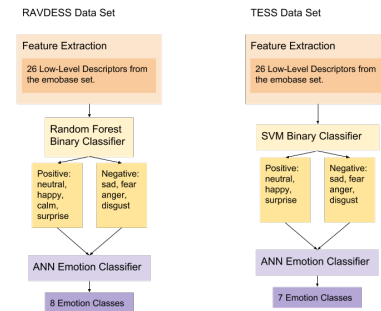 RAVDESS Data Set
Feature Extraction
26 Low-Level Descriptors from
the emobase set.
Random Forest
Binary Classifier
Positive:
neutral,
happy,
calm,
surprise
Negative:
sad, fear
anger,
disgust
ANN Emotion Classifier
8 Emotion Classes
TESS Data Set
Feature Extraction
26 Low-Level Descriptors from
the emobase set.
SVM Binary Classifier
Positive:
neutral,
happy,
surprise
Negative:
sad, fear
anger,
disgust
ANN Emotion Classifier
7 Emotion Classes